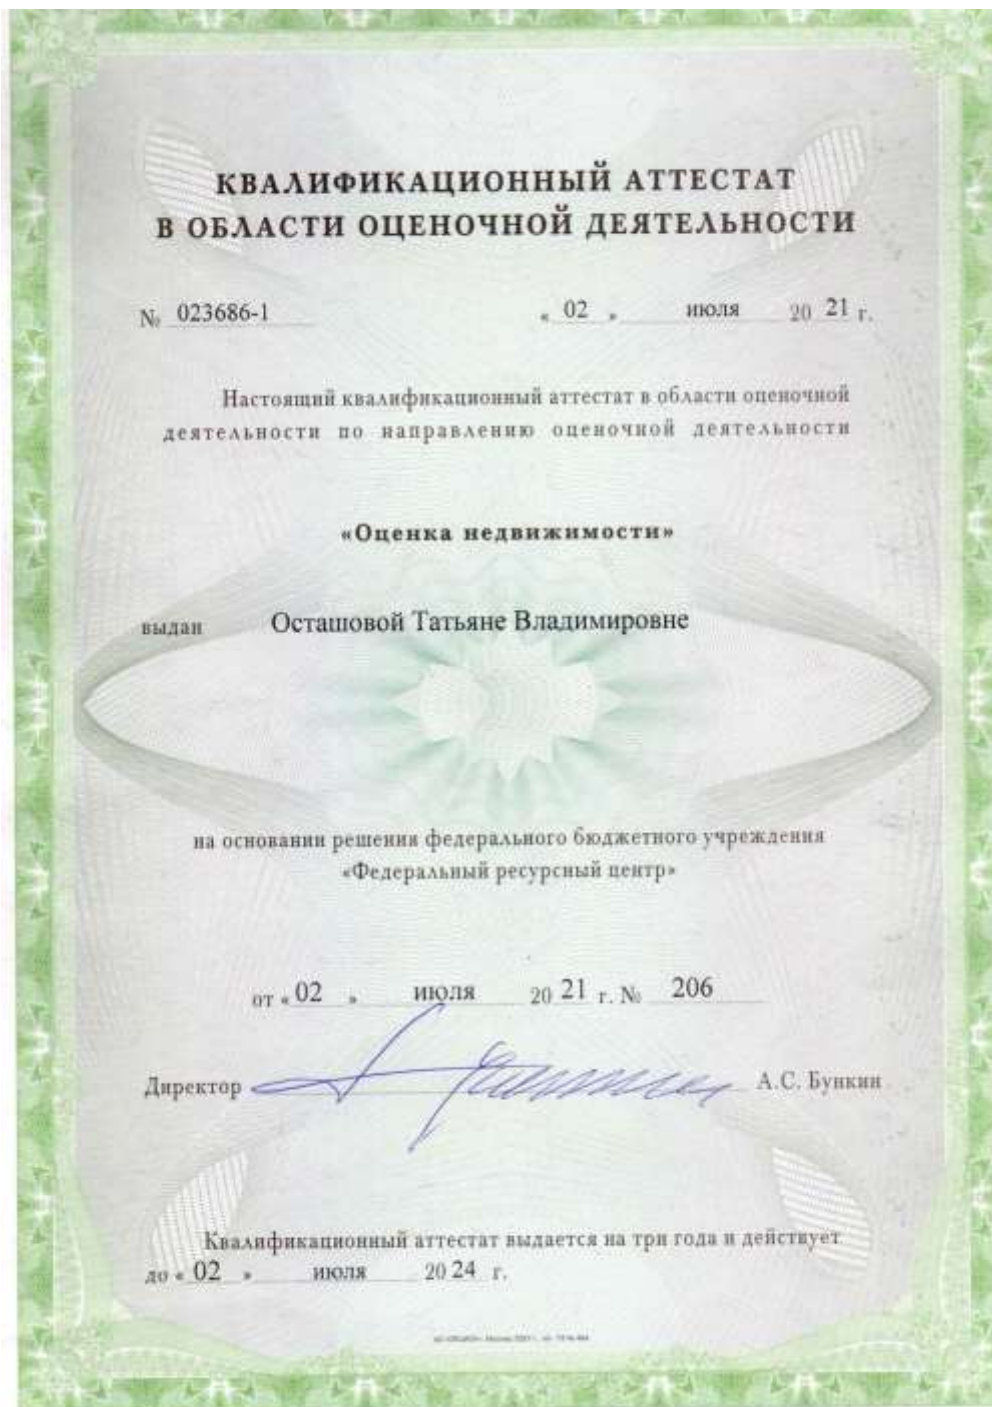 КВАЛИФИКАЦИОННЫЙ АТТЕСТАТ
В ОБЛАСТИ ОЦЕНОЧНОЙ ДЕЯТЕЛЬНОСТИ
№ 023686-1 « 02 » июля 20 21 г.
Настоящий квалификационный аттестат в области оценочной
деятельности по направлению оценочной деятельности
«Оценка недвижимости»
выдан Осташовой Татьяне Владимировне
на основании решения федерального бюджетного учреждения
«Федеральный ресурсный центр»
от « 02 » июля 20 21 г. № 206
Директор А.С. Бункин
Квалификационный аттестат выдается на три года и действует
до « 02 » июля 20 24 г.